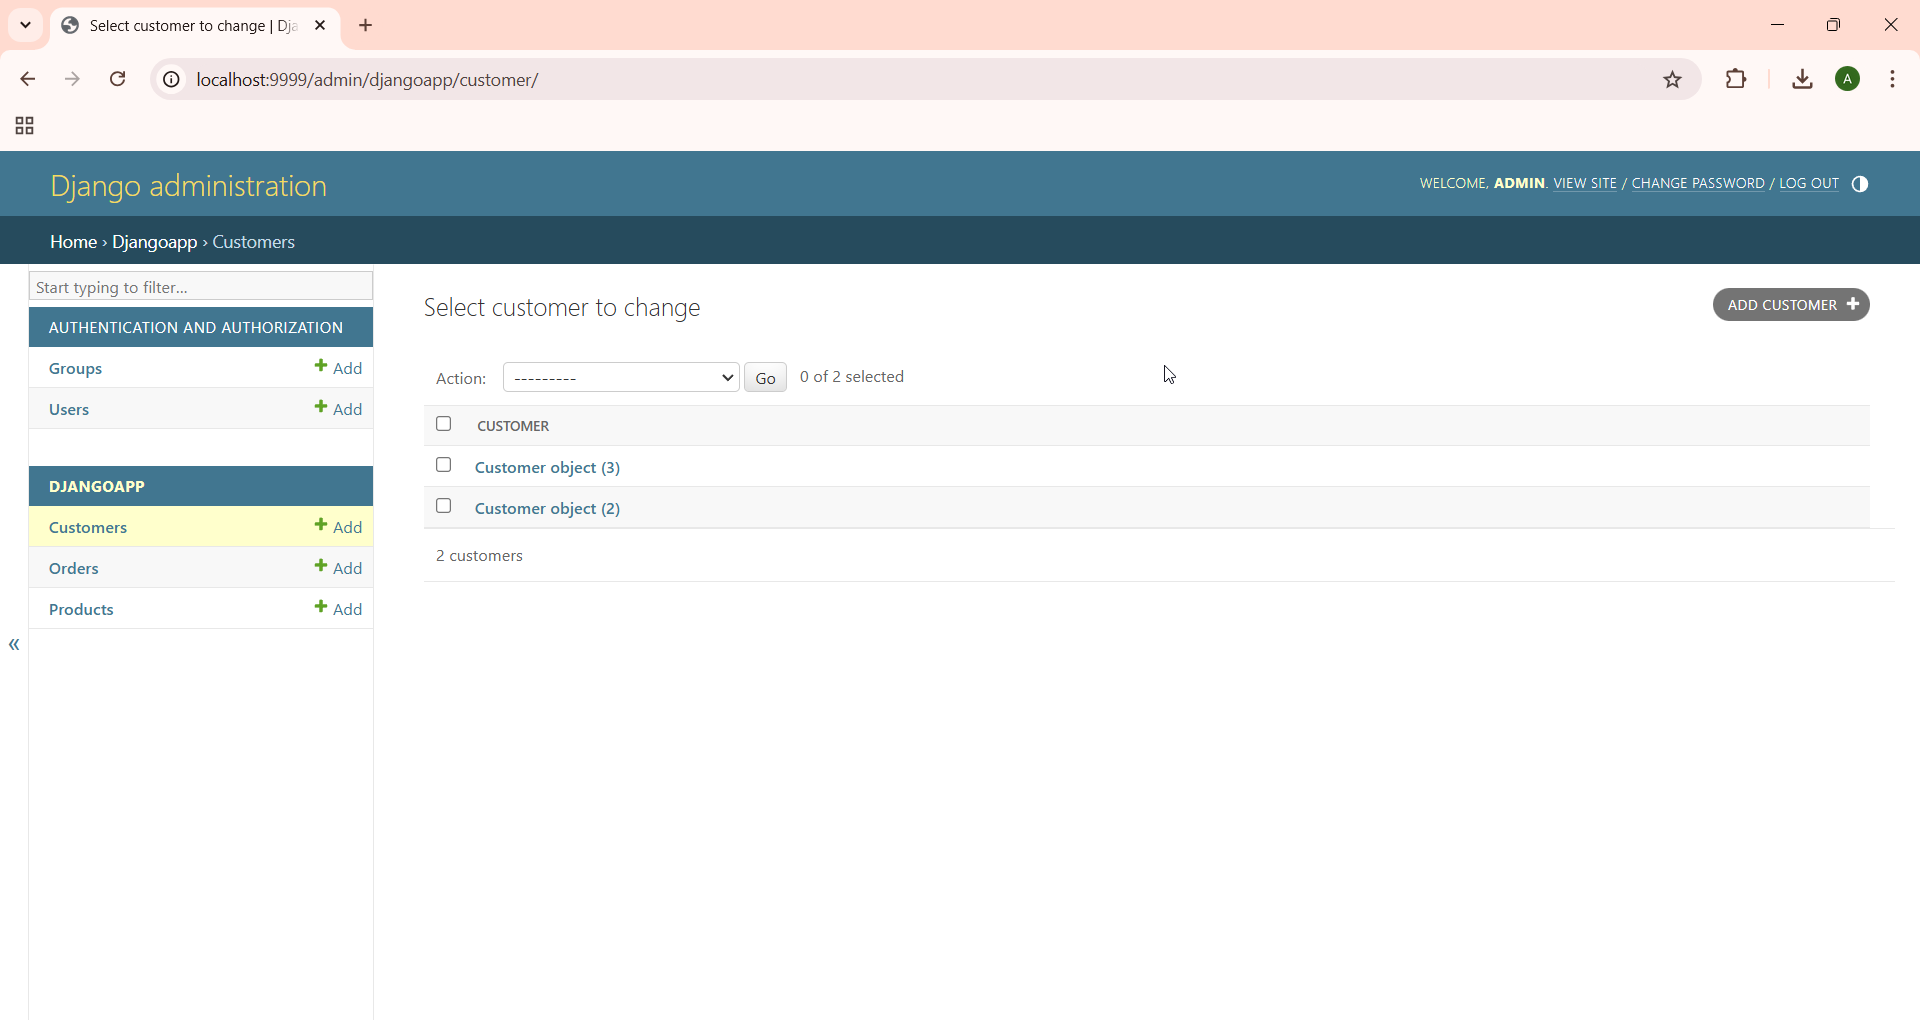 Select customer to change | Dja
localhost:9999/admin/djangoapp/customer/
A
Django administration
WELCOME, ADMIN. VIEW SITE / CHANGE PASSWORD / LOG OUT
Home › Djangoapp › Customers
Start typing to filter...
AUTHENTICATION AND AUTHORIZATION
Groups + Add
Users + Add
DJANGOAPP
Customers + Add
Orders + Add
Products + Add
«
Select customer to change
ADD CUSTOMER +
Action: --------- Go 0 of 2 selected
CUSTOMER
Customer object (3)
Customer object (2)
2 customers